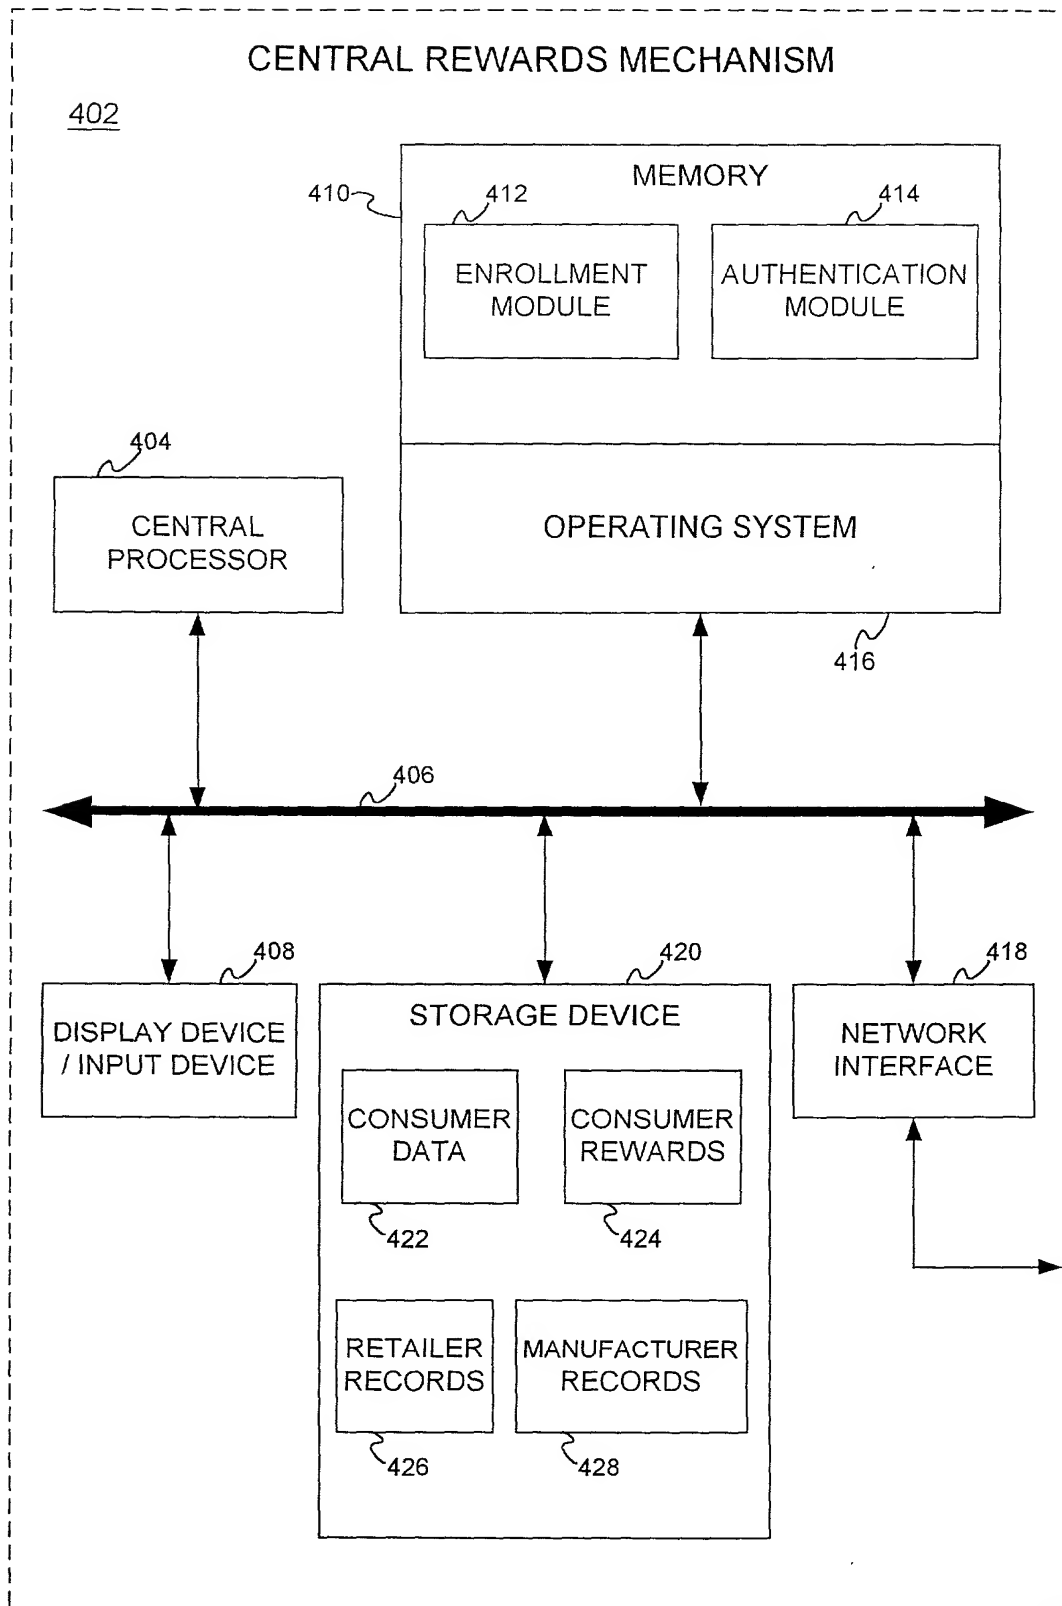 CENTRAL REWARDS MECHANISM
402
MEMORY
410
412
414
ENROLLMENT
MODULE
AUTHENTICATION
MODULE
404
CENTRAL
PROCESSOR
OPERATING SYSTEM
416
406
408
420
418
DISPLAY DEVICE
/ INPUT DEVICE
STORAGE DEVICE
NETWORK
INTERFACE
CONSUMER
DATA
CONSUMER
REWARDS
422
424
RETAILER
RECORDS
MANUFACTURER
RECORDS
426
428